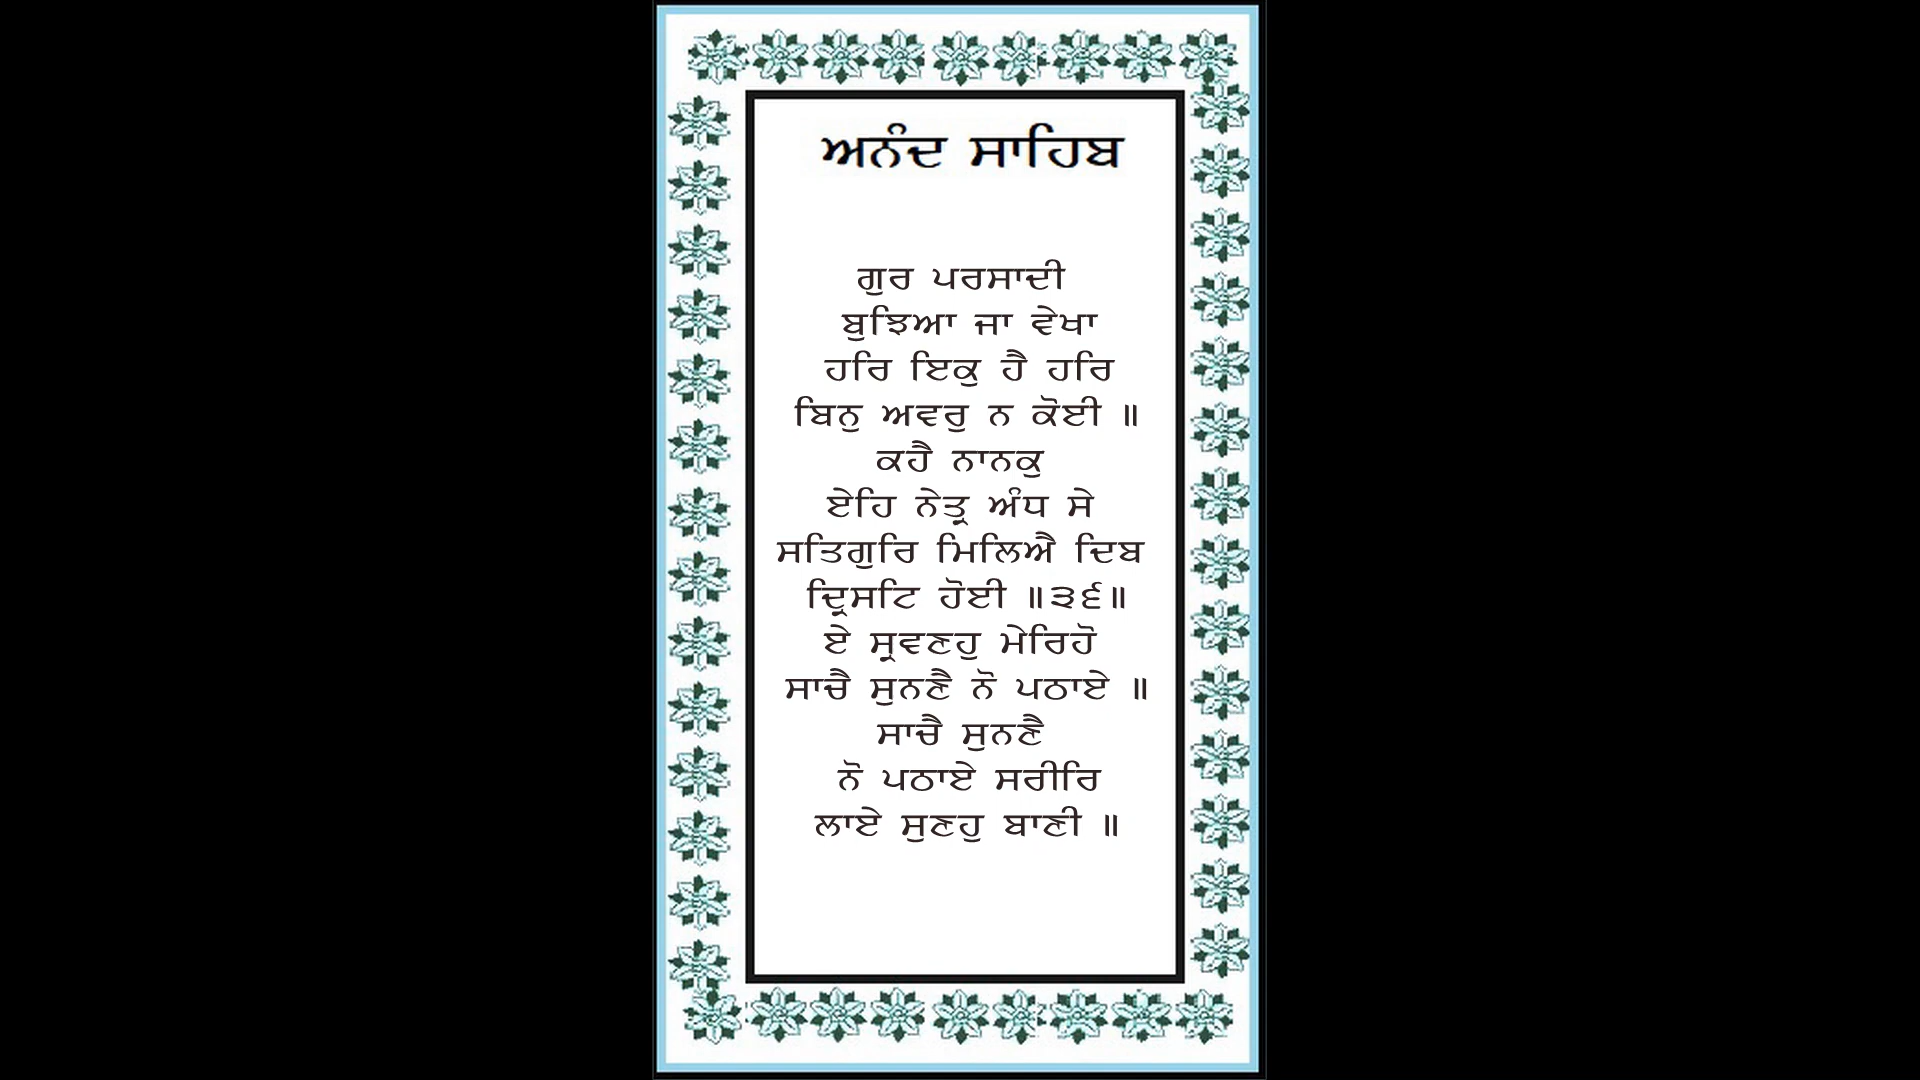 ਅਨੰਦ ਸਾਹਿਬ
ਗੁਰ ਪਰਸਾਦੀ
ਬੁਝਿਆ ਜਾ ਵੇਖਾ
ਹਰਿ ਇਕੁ ਹੈ ਹਰਿ
ਬਿਨੁ ਅਵਰੁ ਨ ਕੋਈ ॥
ਕਹੈ ਨਾਨਕੁ
ਏਹਿ ਨੇਤ੍ਰ ਅੰਧ ਸੇ
ਸਤਿਗੁਰਿ ਮਿਲਿਐ ਦਿਬ
ਦ੍ਰਿਸਟਿ ਹੋਈ ॥੩੬॥
ਏ ਸ੍ਰਵਣਹੁ ਮੇਰਿਹੋ
ਸਾਚੈ ਸੁਨਣੈ ਨੋ ਪਠਾਏ ॥
ਸਾਚੈ ਸੁਨਣੈ
ਨੋ ਪਠਾਏ ਸਰੀਰਿ
ਲਾਏ ਸੁਣਹੁ ਬਾਣੀ ॥